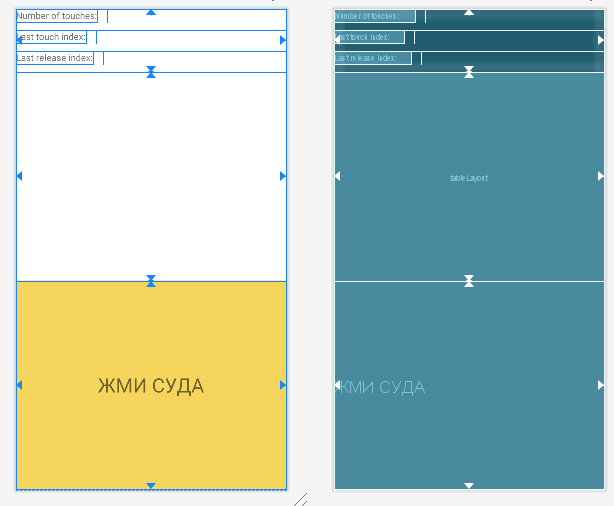 Number of touches:
Last touch index:
Last release index:
ЖМИ СУДА
Number of touches:
Last touch index:
Last release index:
tableLayout
ЖМИ СУДА